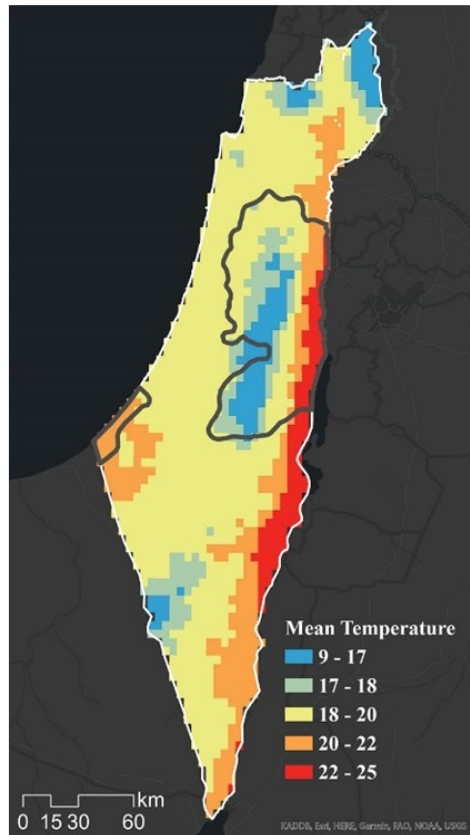 Mean Temperature
9 - 17
17 - 18
18 - 20
20 - 22
22 - 25
km
0 15 30 60
KADDB, Esri, HERE, Garmin, FAO, NOAA, USGS